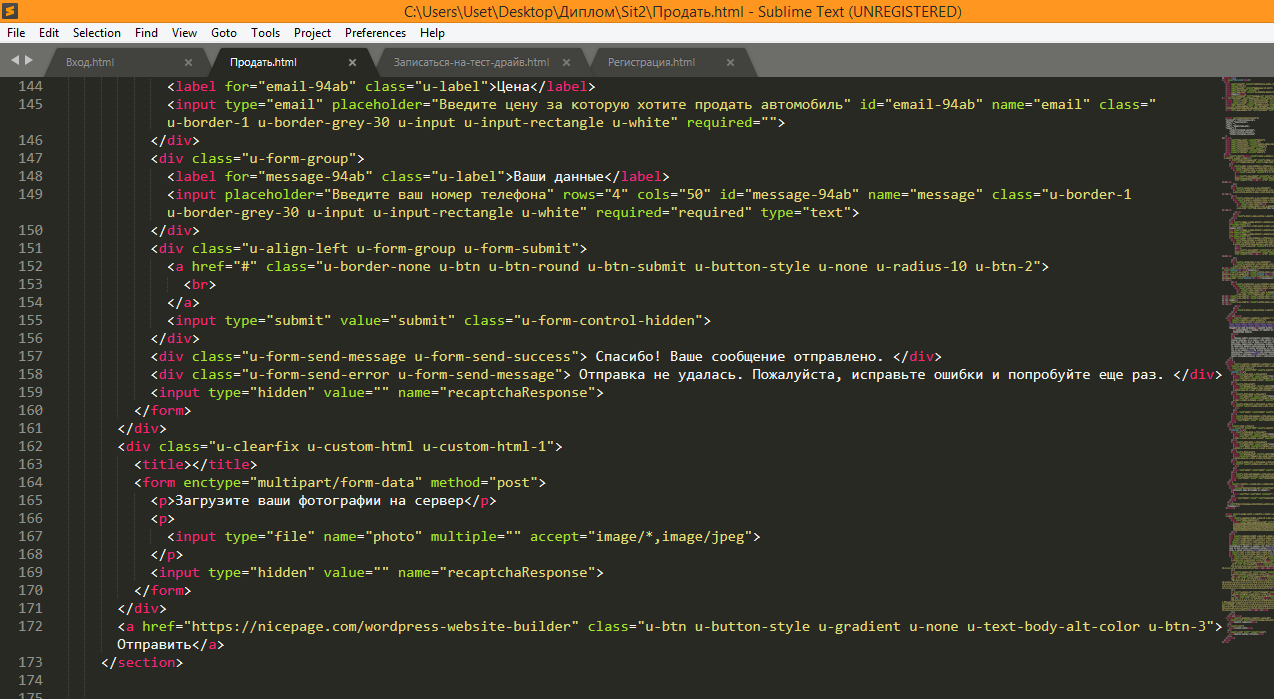 C:\Users\Uset\Desktop\Диплом\Sit2\Продать.html - Sublime Text (UNREGISTERED)
File Edit Selection Find View Goto Tools Project Preferences Help
Вход.html × Продать.html × Записаться-на-тест-драйв.html × Регистрация.html ×
144 <label for="email-94ab" class="u-label">Цена</label>
145 <input type="email" placeholder="Введите цену за которую хотите продать автомобиль" id="email-94ab" name="email" class="
u-border-1 u-border-grey-30 u-input u-input-rectangle u-white" required="">
146 </div>
147 <div class="u-form-group">
148 <label for="message-94ab" class="u-label">Ваши данные</label>
149 <input placeholder="Введите ваш номер телефона" rows="4" cols="50" id="message-94ab" name="message" class="u-border-1
u-border-grey-30 u-input u-input-rectangle u-white" required="required" type="text">
150 </div>
151 <div class="u-align-left u-form-group u-form-submit">
152 <a href="#" class="u-border-none u-btn u-btn-round u-btn-submit u-button-style u-none u-radius-10 u-btn-2">
153 <br>
154 </a>
155 <input type="submit" value="submit" class="u-form-control-hidden">
156 </div>
157 <div class="u-form-send-message u-form-send-success"> Спасибо! Ваше сообщение отправлено. </div>
158 <div class="u-form-send-error u-form-send-message"> Отправка не удалась. Пожалуйста, исправьте ошибки и попробуйте еще раз. </div>
159 <input type="hidden" value="" name="recaptchaResponse">
160 </form>
161 </div>
162 <div class="u-clearfix u-custom-html u-custom-html-1">
163 <title></title>
164 <form enctype="multipart/form-data" method="post">
165 <p>Загрузите ваши фотографии на сервер</p>
166 <p>
167 <input type="file" name="photo" multiple="" accept="image/*,image/jpeg">
168 </p>
169 <input type="hidden" value="" name="recaptchaResponse">
170 </form>
171 </div>
172 <a href="https://nicepage.com/wordpress-website-builder" class="u-btn u-button-style u-gradient u-none u-text-body-alt-color u-btn-3">
Отправить</a>
173 </section>
174
175